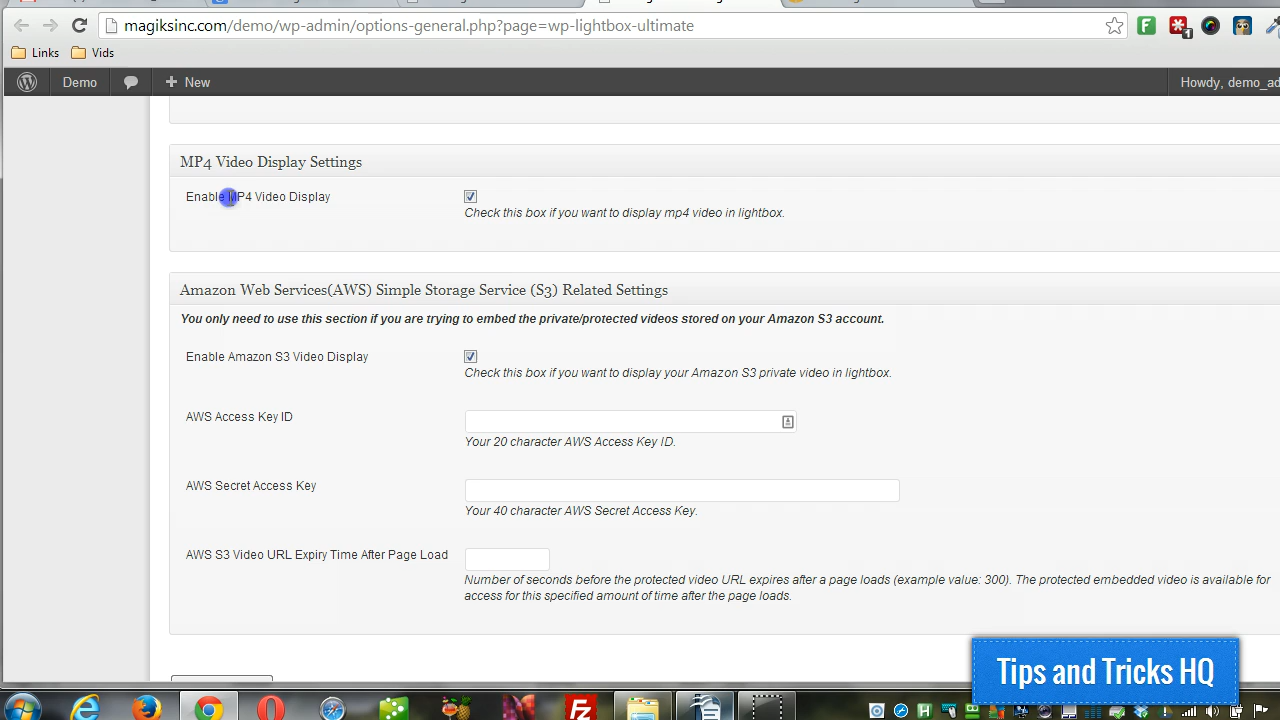 magiksinc.com/demo/wp-admin/options-general.php?page=wp-lightbox-ultimate
1
Links Vids
Demo New Howdy, demo_ad
MP4 Video Display Settings
Enable MP4 Video Display
Check this box if you want to display mp4 video in lightbox.
Amazon Web Services(AWS) Simple Storage Service (S3) Related Settings
You only need to use this section if you are trying to embed the private/protected videos stored on your Amazon S3 account.
Enable Amazon S3 Video Display
Check this box if you want to display your Amazon S3 private video in lightbox.
AWS Access Key ID
Your 20 character AWS Access Key ID.
AWS Secret Access Key
Your 40 character AWS Secret Access Key.
AWS S3 Video URL Expiry Time After Page Load
Number of seconds before the protected video URL expires after a page loads (example value: 300). The protected embedded video is available for
access for this specified amount of time after the page loads.
Tips and Tricks HQ